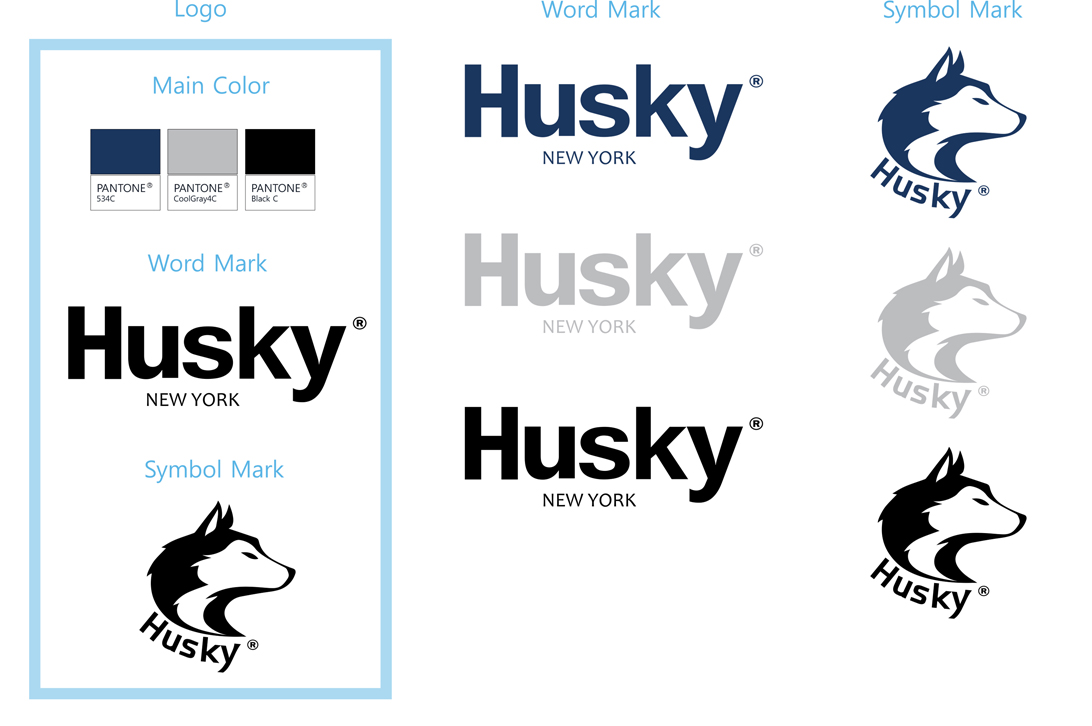 Logo
Main Color
PANTONE®
534C
PANTONE®
CoolGray4C
PANTONE®
Black C
Word Mark
Husky®
NEW YORK
Symbol Mark
Husky®
Word Mark
Husky®
NEW YORK
Husky®
NEW YORK
Husky®
NEW YORK
Symbol Mark
Husky®
Husky®
Husky®